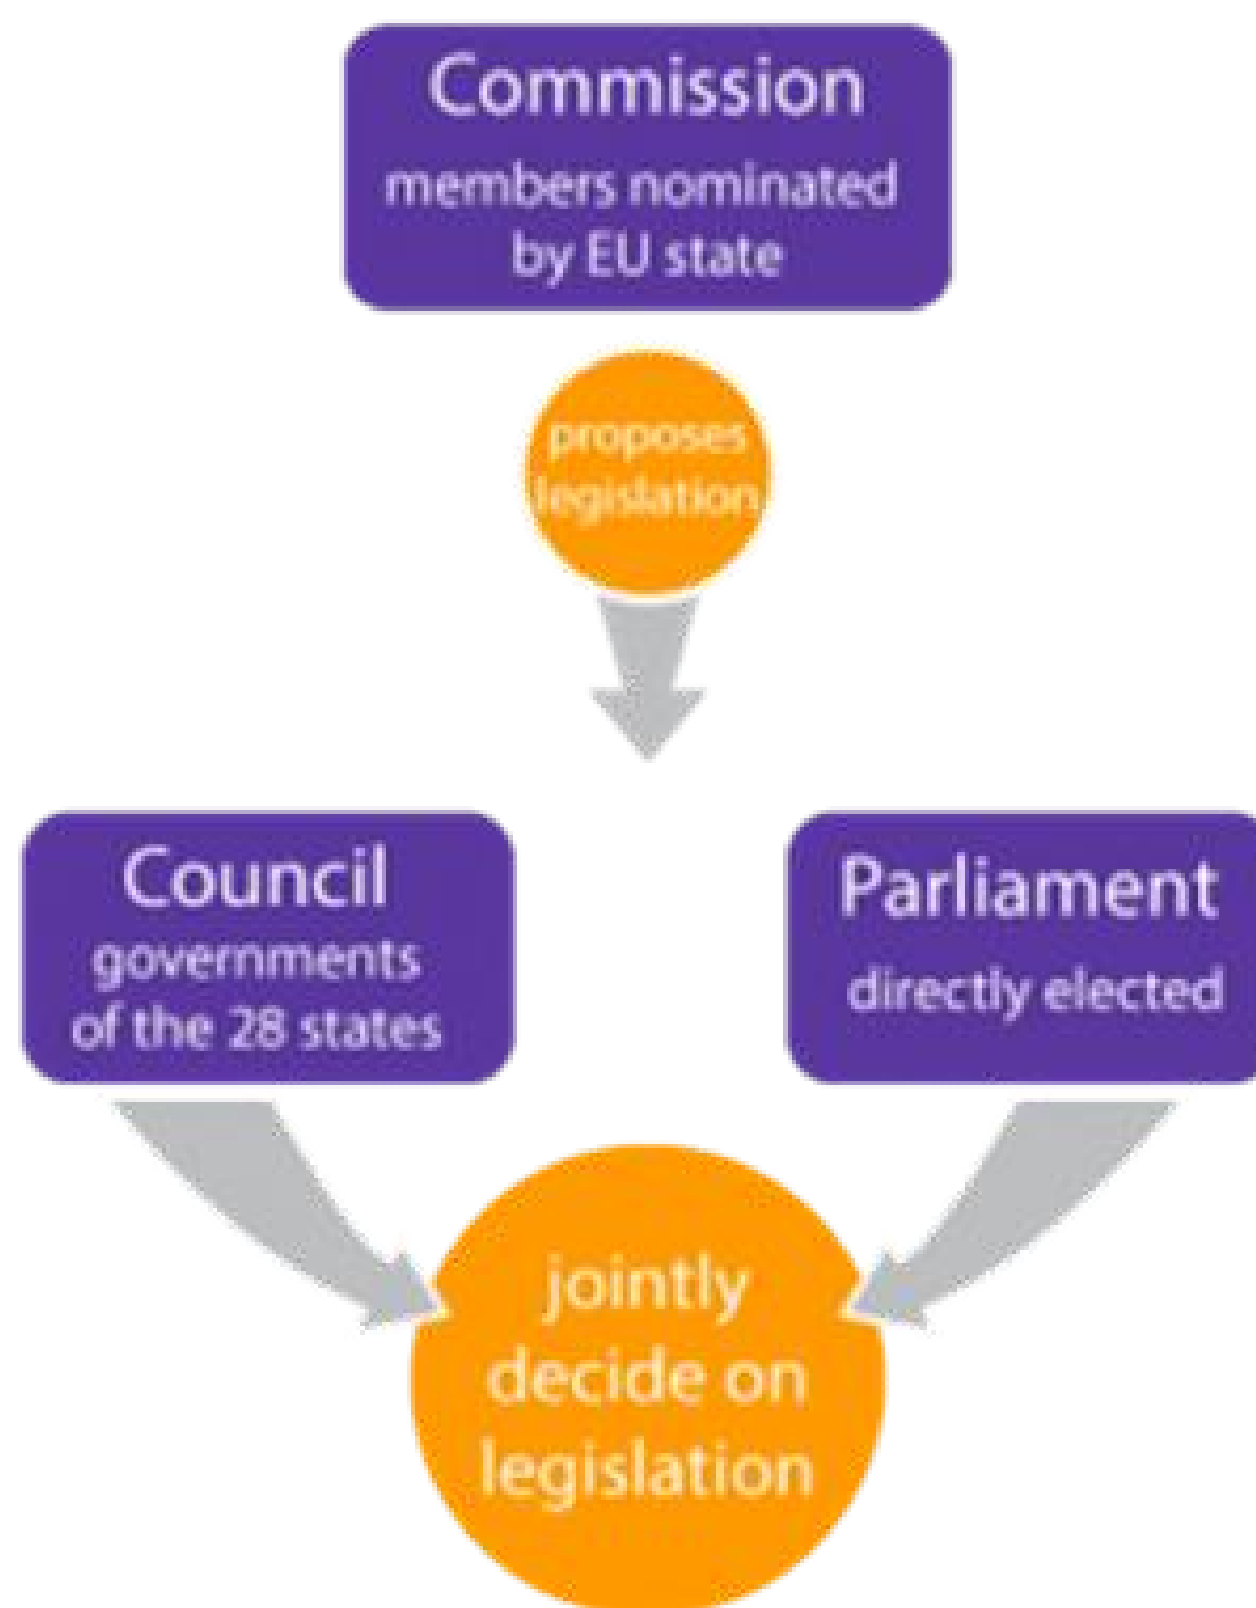 Commission
members nominated
by EU state
proposes
legislation
Council
governments
of the 28 states
Parliament
directly elected
jointly
decide on
legislation